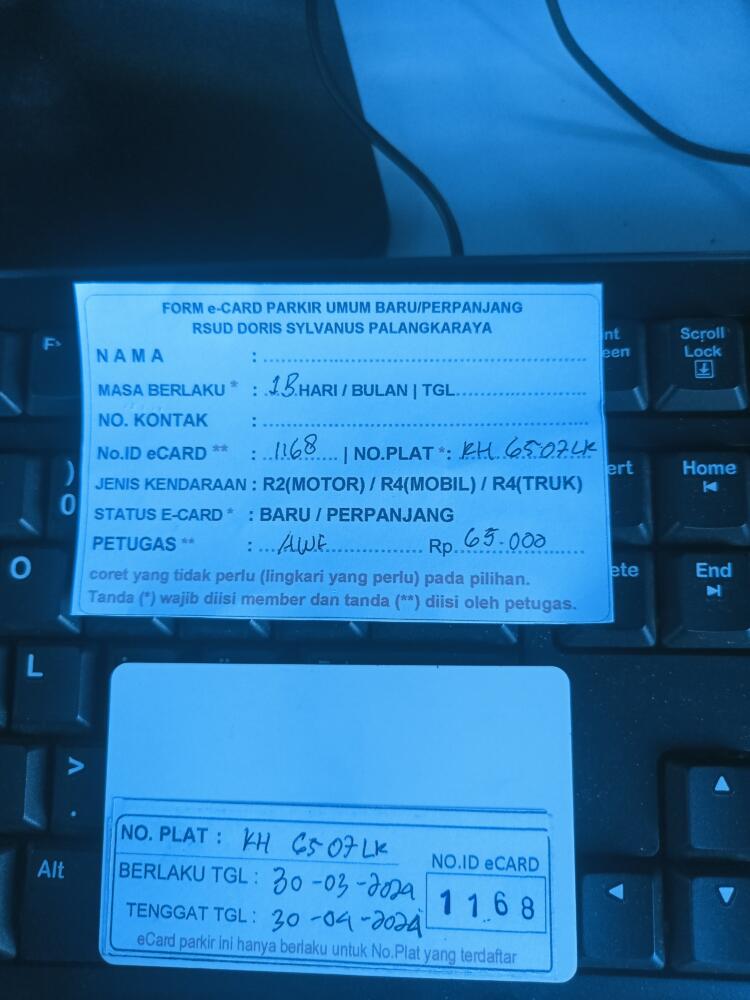 FORM e-CARD PARKIR UMUM BARU/PERPANJANG
RSUD DORIS SYLVANUS PALANGKARAYA
NAMA :
MASA BERLAKU * : 1B HARI / BULAN | TGL
NO. KONTAK :
No.ID eCARD ** : 1168 | NO.PLAT *: KH 6507LK
JENIS KENDARAAN : R2(MOTOR) / R4(MOBIL) / R4(TRUK)
STATUS E-CARD * : BARU / PERPANJANG
PETUGAS ** : Rp. 65.000
coret yang tidak perlu (lingkari yang perlu) pada pilihan.
Tanda (*) wajib diisi member dan tanda (**) diisi oleh petugas.
NO. PLAT : KH 6507LK
BERLAKU TGL : 30-03-2024
TENGGAT TGL : 30-04-2024
NO.ID eCARD
1168
eCard parkir ini hanya berlaku untuk No.Plat yang terdaftar
Scroll
Lock
Home
End
) 0
O
L
>
.
Alt